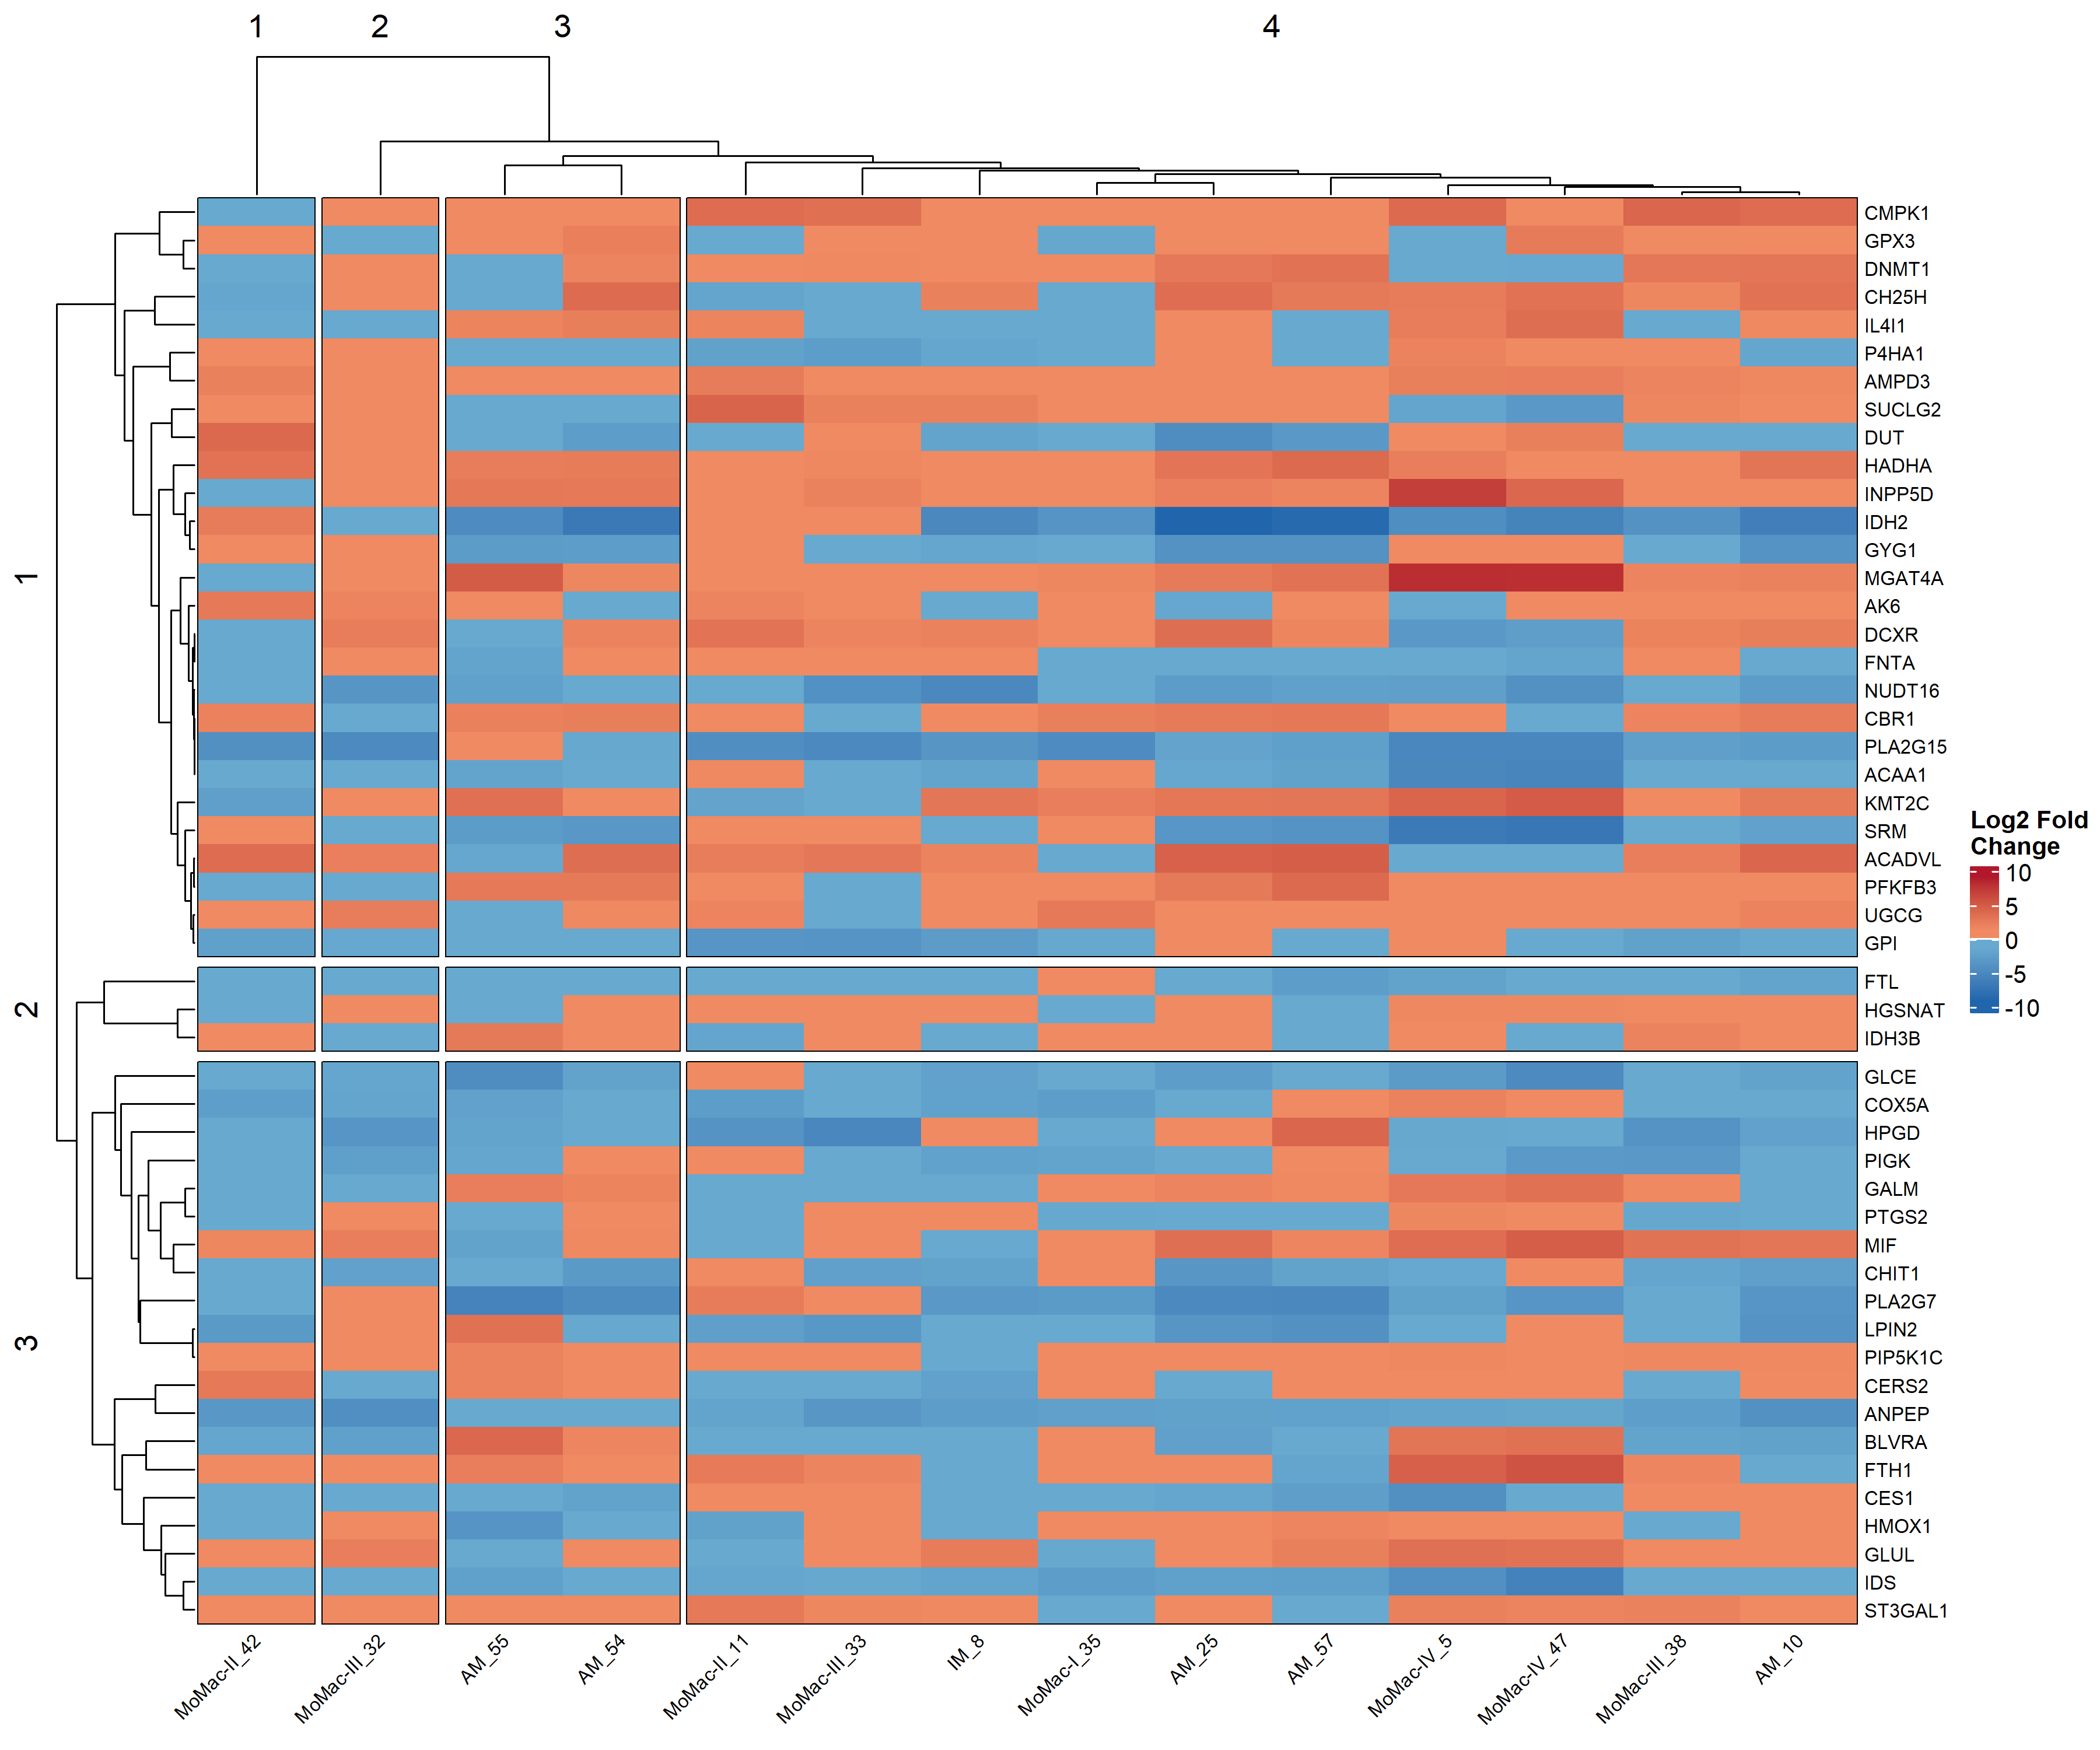 1 2 3 4
1
2
3
CMPK1
GPX3
DNMT1
CH25H
IL4I1
P4HA1
AMPD3
SUCLG2
DUT
HADHA
INPP5D
IDH2
GYG1
MGAT4A
AK6
DCXR
FNTA
NUDT16
CBR1
PLA2G15
ACAA1
KMT2C
SRM
ACADVL
PFKFB3
UGCG
GPI
FTL
HGSNAT
IDH3B
GLCE
COX5A
HPGD
PIGK
GALM
PTGS2
MIF
CHIT1
PLA2G7
LPIN2
PIP5K1C
CERS2
ANPEP
BLVRA
FTH1
CES1
HMOX1
GLUL
IDS
ST3GAL1
MoMac-II_42
MoMac-III_32
AM_55
AM_54
MoMac-II_11
MoMac-III_33
IM_8
MoMac-I_35
AM_25
AM_57
MoMac-IV_5
MoMac-IV_47
MoMac-III_38
AM_10
Log2 Fold
Change
10
5
0
-5
-10